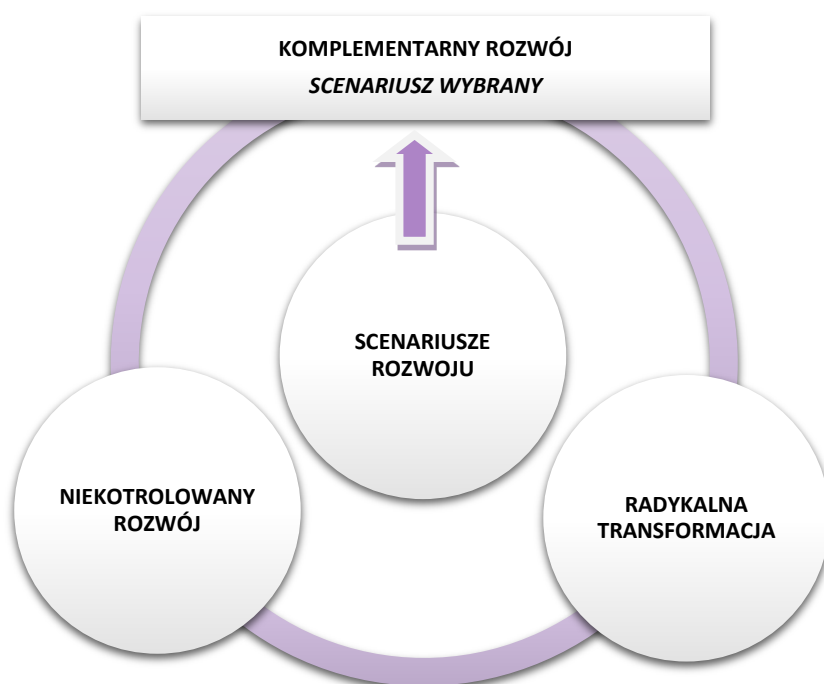 KOMPLEMENTARNY ROZWÓJ
SCENARIUSZ WYBRANY
SCENARIUSZE
ROZWOJU
NIEKOTROLOWANY
ROZWÓJ
RADYKALNA
TRANSFORMACJA